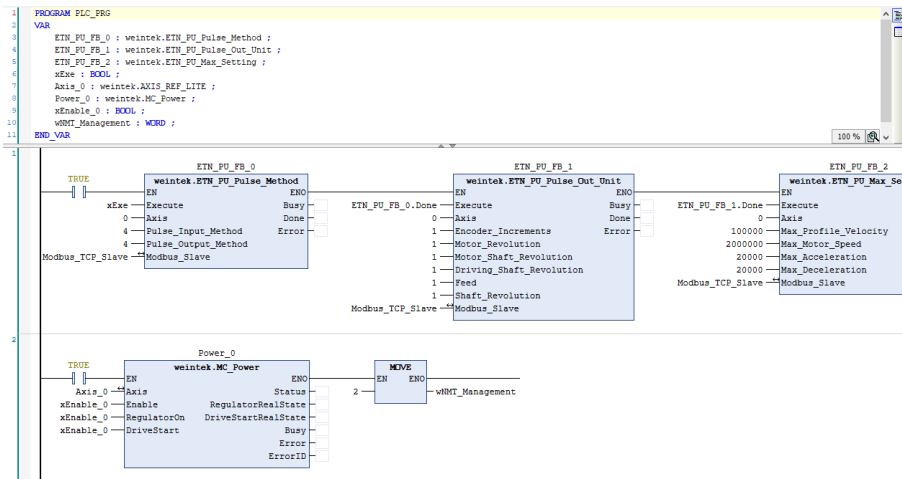 1 PROGRAM PLC_PRG
2 VAR
3 ETN_PU_FB_0 : weintek.ETN_PU_Pulse_Method ;
4 ETN_PU_FB_1 : weintek.ETN_PU_Pulse_Out_Unit ;
5 ETN_PU_FB_2 : weintek.ETN_PU_Max_Setting ;
6 xExe : BOOL ;
7 Axis_0 : weintek.AXIS_REF_LITE ;
8 Power_0 : weintek.MC_Power ;
9 xEnable_0 : BOOL ;
10 wNMT_Management : WORD ;
11 END_VAR
100 %
1
ETN_PU_FB_0 ETN_PU_FB_1 ETN_PU_FB_2
TRUE weintek.ETN_PU_Pulse_Method weintek.ETN_PU_Pulse_Out_Unit weintek.ETN_PU_Max_Se
EN ENO EN ENO EN
xExe Execute Busy ETN_PU_FB_0.Done Execute Busy ETN_PU_FB_1.Done Execute
0 Axis Done 0 Axis Done 0 Axis
4 Pulse_Input_Method Error 1 Encoder_Increments Error 100000 Max_Profile_Velocity
4 Pulse_Output_Method 1 Motor_Revolution 2000000 Max_Motor_Speed
Modbus_TCP_Slave Modbus_Slave 1 Motor_Shaft_Revolution 20000 Max_Acceleration
1 Driving_Shaft_Revolution 20000 Max_Deceleration
1 Feed Modbus_TCP_Slave Modbus_Slave
1 Shaft_Revolution
Modbus_TCP_Slave Modbus_Slave
2
Power_0
TRUE weintek.MC_Power MOVE
EN ENO EN ENO
Axis_0 Axis Status 2 wNMT_Management
xEnable_0 Enable RegulatorRealState
xEnable_0 RegulatorOn DriveStartRealState
xEnable_0 DriveStart Busy
Error
ErrorID